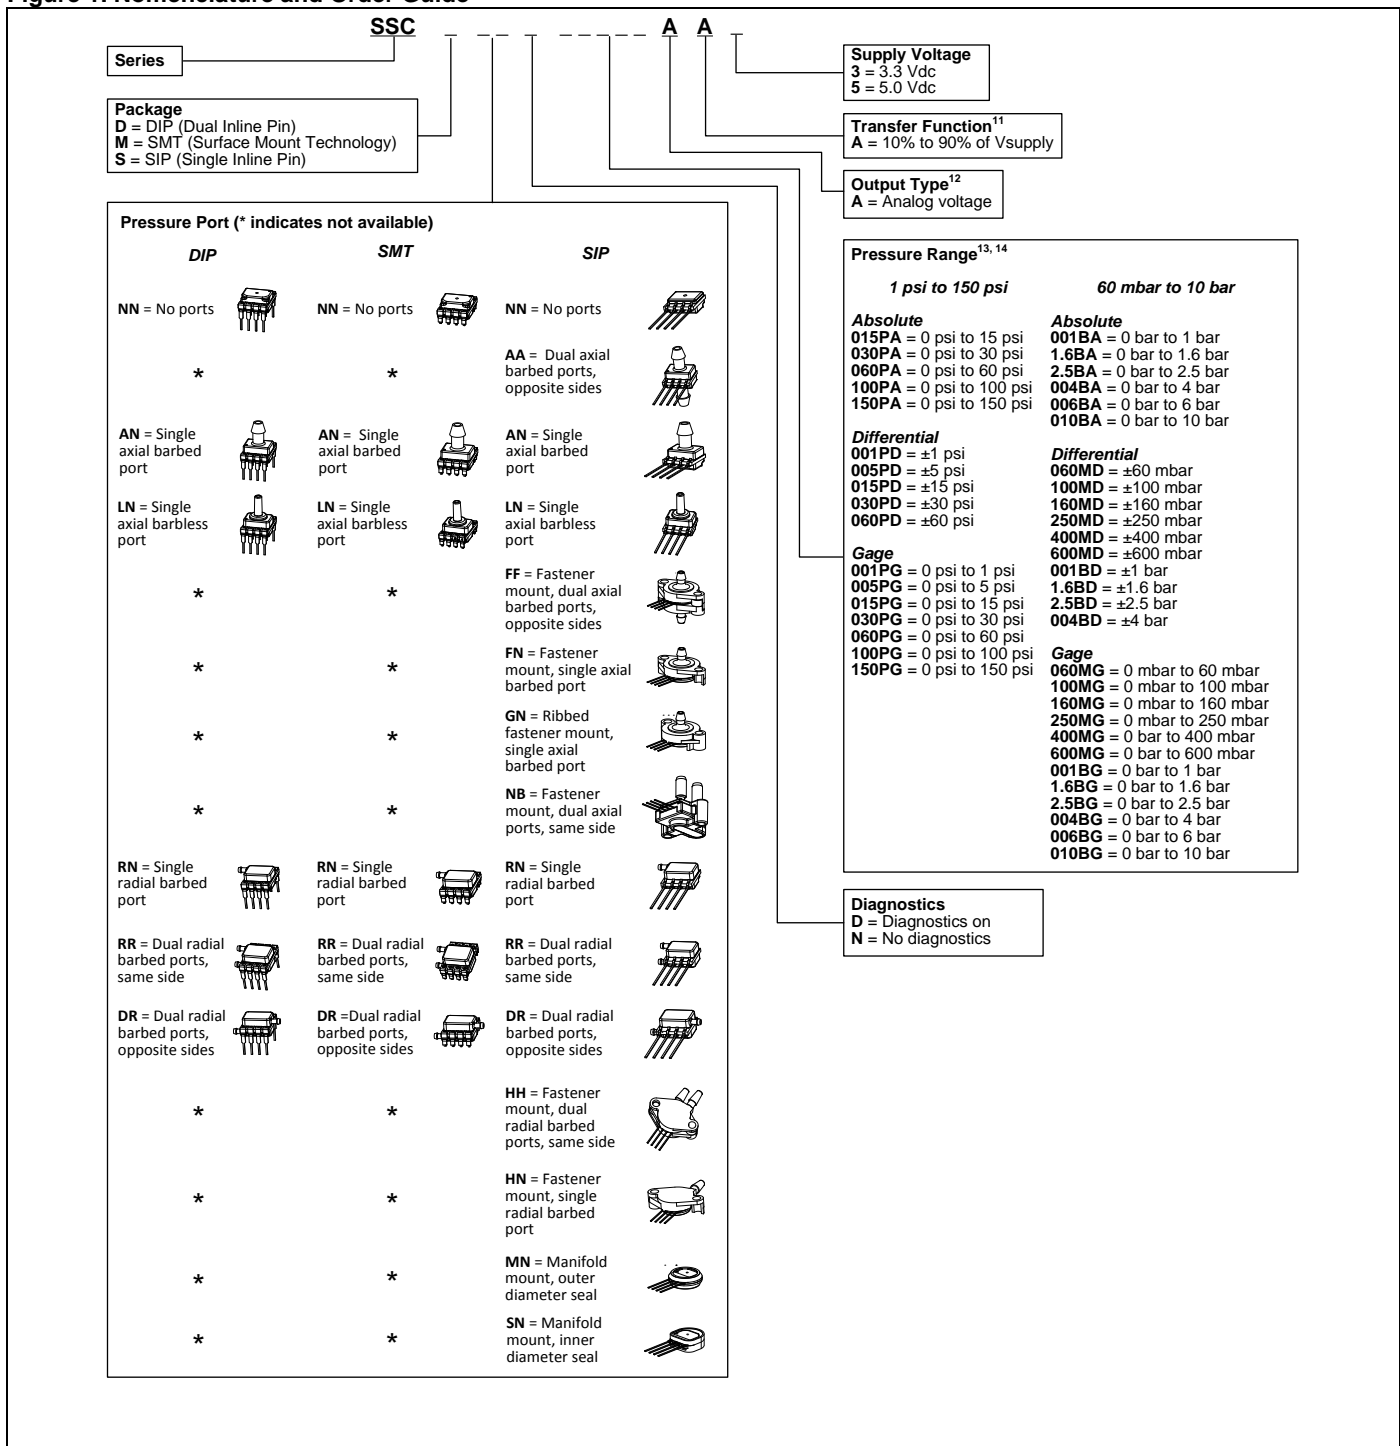 SSC _ _ _ _ _ _ _ _ A A _
Series
Package
D = DIP (Dual Inline Pin)
M = SMT (Surface Mount Technology)
S = SIP (Single Inline Pin)
Supply Voltage
3 = 3.3 Vdc
5 = 5.0 Vdc
Transfer Function11
A = 10% to 90% of Vsupply
Output Type12
A = Analog voltage
Pressure Port (* indicates not available)
DIP SMT SIP
NN = No ports
NN = No ports
NN = No ports
*
*
AA = Dual axial
barbed ports,
opposite sides
AN = Single
axial barbed
port
AN = Single
axial barbed
port
AN = Single
axial barbed
port
LN = Single
axial barbless
port
LN = Single
axial barbless
port
LN = Single
axial barbless
port
*
*
FF = Fastener
mount, dual axial
barbed ports,
opposite sides
*
*
FN = Fastener
mount, single axial
barbed port
*
*
GN = Ribbed
fastener mount,
single axial
barbed port
*
*
NB = Fastener
mount, dual axial
ports, same side
RN = Single
radial barbed
port
RN = Single
radial barbed
port
RN = Single
radial barbed
port
RR = Dual radial
barbed ports,
same side
RR = Dual radial
barbed ports,
same side
RR = Dual radial
barbed ports,
same side
DR = Dual radial
barbed ports,
opposite sides
DR =Dual radial
barbed ports,
opposite sides
DR = Dual radial
barbed ports,
opposite sides
*
*
HH = Fastener
mount, dual
radial barbed
ports, same side
*
*
HN = Fastener
mount, single
radial barbed
port
*
*
MN = Manifold
mount, outer
diameter seal
*
*
SN = Manifold
mount, inner
diameter seal
Pressure Range13, 14
1 psi to 150 psi
Absolute
015PA = 0 psi to 15 psi
030PA = 0 psi to 30 psi
060PA = 0 psi to 60 psi
100PA = 0 psi to 100 psi
150PA = 0 psi to 150 psi
Differential
001PD = ±1 psi
005PD = ±5 psi
015PD = ±15 psi
030PD = ±30 psi
060PD = ±60 psi
Gage
001PG = 0 psi to 1 psi
005PG = 0 psi to 5 psi
015PG = 0 psi to 15 psi
030PG = 0 psi to 30 psi
060PG = 0 psi to 60 psi
100PG = 0 psi to 100 psi
150PG = 0 psi to 150 psi
60 mbar to 10 bar
Absolute
001BA = 0 bar to 1 bar
1.6BA = 0 bar to 1.6 bar
2.5BA = 0 bar to 2.5 bar
004BA = 0 bar to 4 bar
006BA = 0 bar to 6 bar
010BA = 0 bar to 10 bar
Differential
060MD = ±60 mbar
100MD = ±100 mbar
160MD = ±160 mbar
250MD = ±250 mbar
400MD = ±400 mbar
600MD = ±600 mbar
001BD = ±1 bar
1.6BD = ±1.6 bar
2.5BD = ±2.5 bar
004BD = ±4 bar
Gage
060MG = 0 mbar to 60 mbar
100MG = 0 mbar to 100 mbar
160MG = 0 mbar to 160 mbar
250MG = 0 mbar to 250 mbar
400MG = 0 bar to 400 mbar
600MG = 0 bar to 600 mbar
001BG = 0 bar to 1 bar
1.6BG = 0 bar to 1.6 bar
2.5BG = 0 bar to 2.5 bar
004BG = 0 bar to 4 bar
006BG = 0 bar to 6 bar
010BG = 0 bar to 10 bar
Diagnostics
D = Diagnostics on
N = No diagnostics